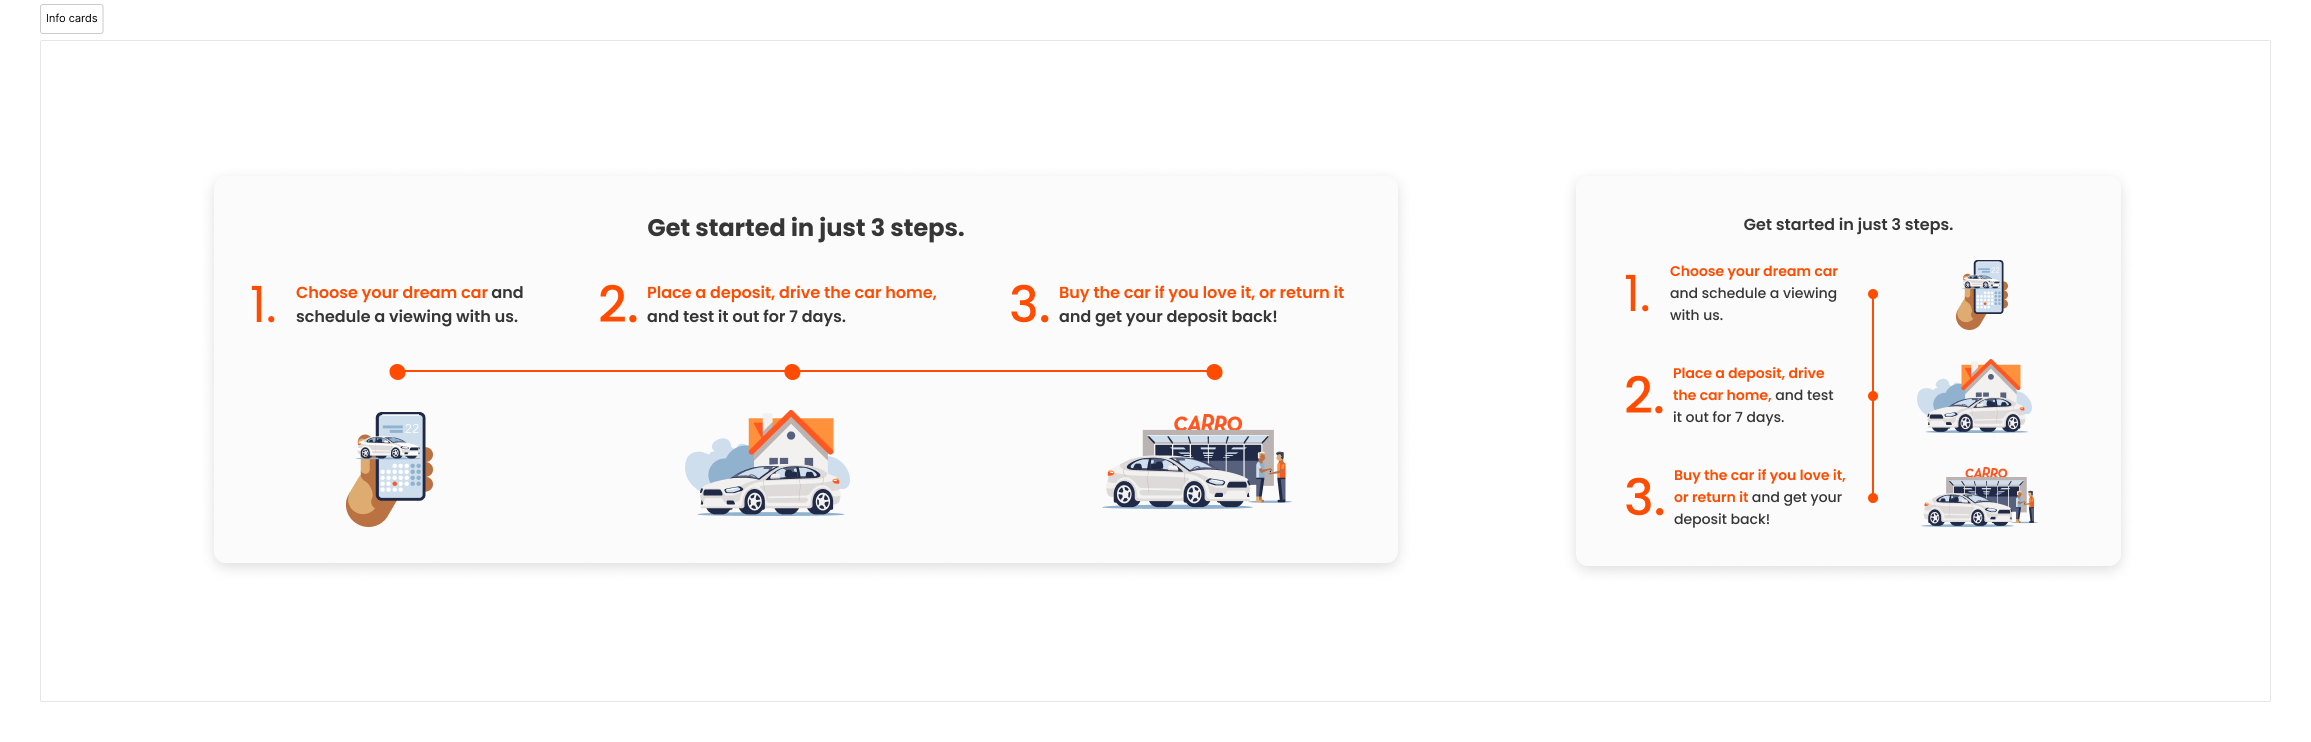 Info cards
Get started in just 3 steps.
1.
Choose your dream car and
schedule a viewing with us.
2.
Place a deposit, drive the car home,
and test it out for 7 days.
3.
Buy the car if you love it, or return it
and get your deposit back!
22
CARRO
Get started in just 3 steps.
1.
Choose your dream car
and schedule a viewing
with us.
2.
Place a deposit, drive
the car home, and test
it out for 7 days.
3.
Buy the car if you love it,
or return it and get your
deposit back!
CARRO